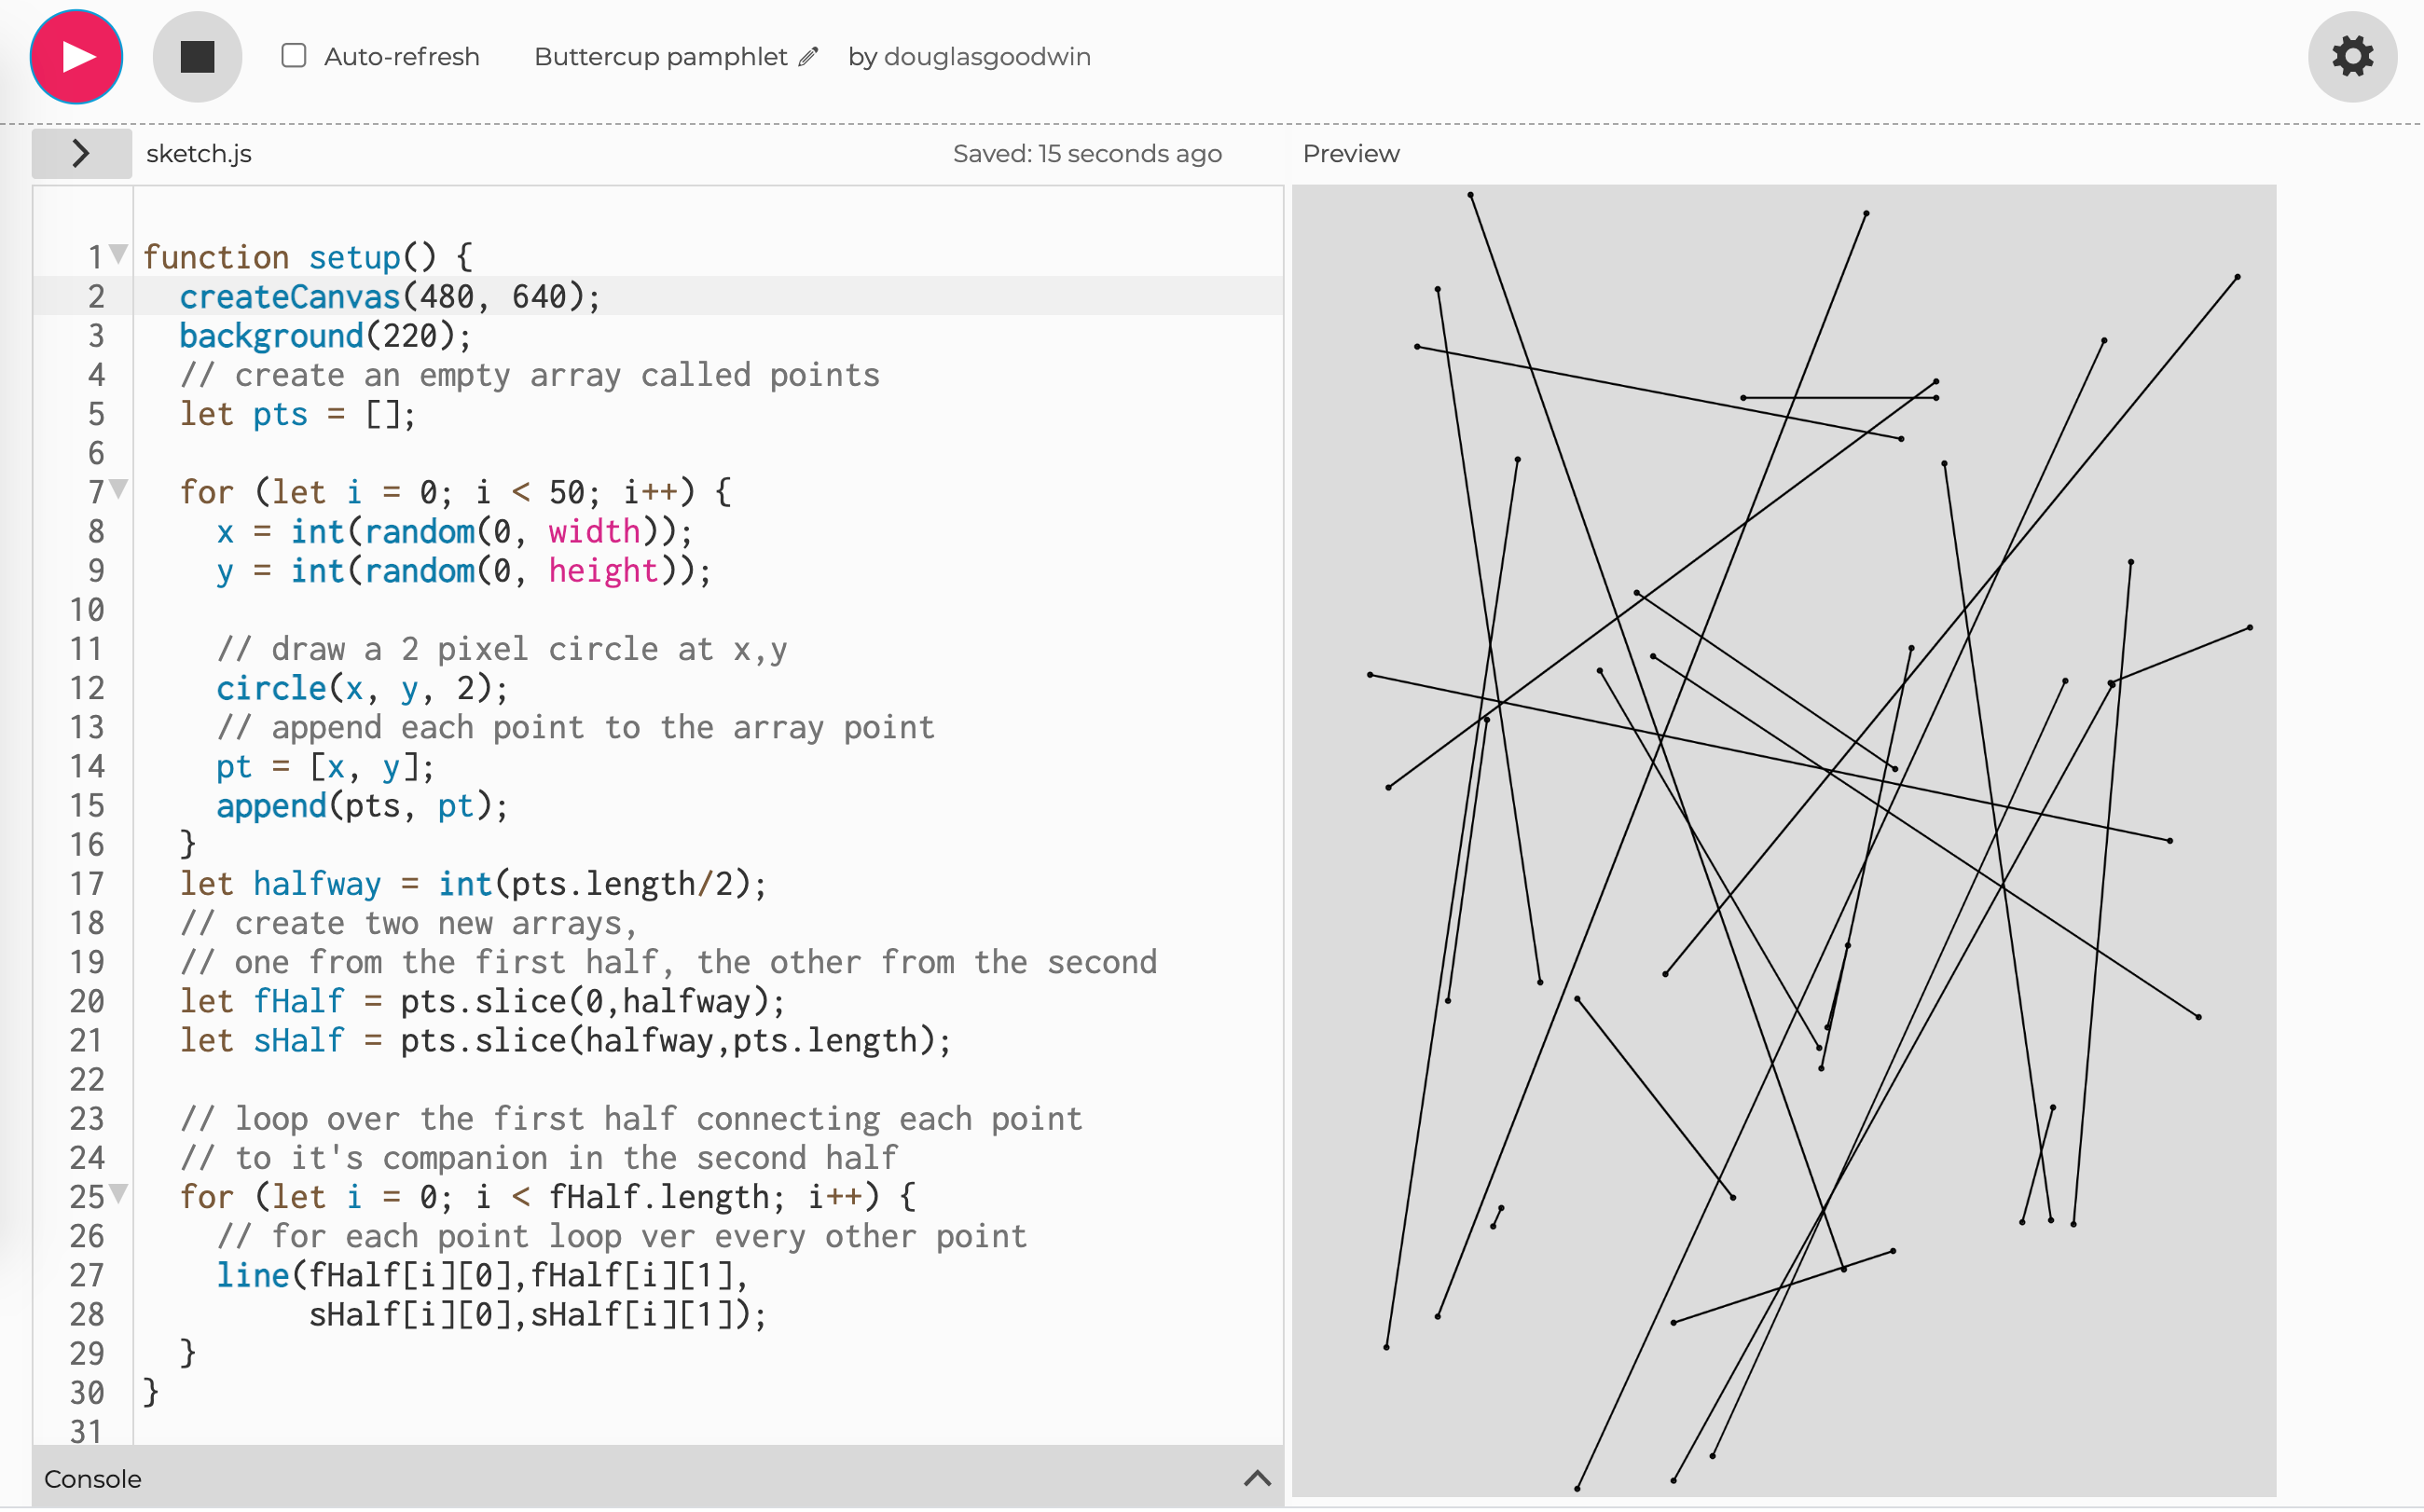 Auto-refresh Buttercup pamphlet by douglasgoodwin
sketch.js Saved: 15 seconds ago Preview
1 function setup() {
2 createCanvas(480, 640);
3 background(220);
4 // create an empty array called points
5 let pts = [];
6
7 for (let i = 0; i < 50; i++) {
8 x = int(random(0, width));
9 y = int(random(0, height));
10
11 // draw a 2 pixel circle at x,y
12 circle(x, y, 2);
13 // append each point to the array point
14 pt = [x, y];
15 append(pts, pt);
16 }
17 let halfway = int(pts.length/2);
18 // create two new arrays,
19 // one from the first half, the other from the second
20 let fHalf = pts.slice(0,halfway);
21 let sHalf = pts.slice(halfway,pts.length);
22
23 // loop over the first half connecting each point
24 // to it's companion in the second half
25 for (let i = 0; i < fHalf.length; i++) {
26 // for each point loop ver every other point
27 line(fHalf[i][0],fHalf[i][1],
28 sHalf[i][0],sHalf[i][1]);
29 }
30 }
31
Console